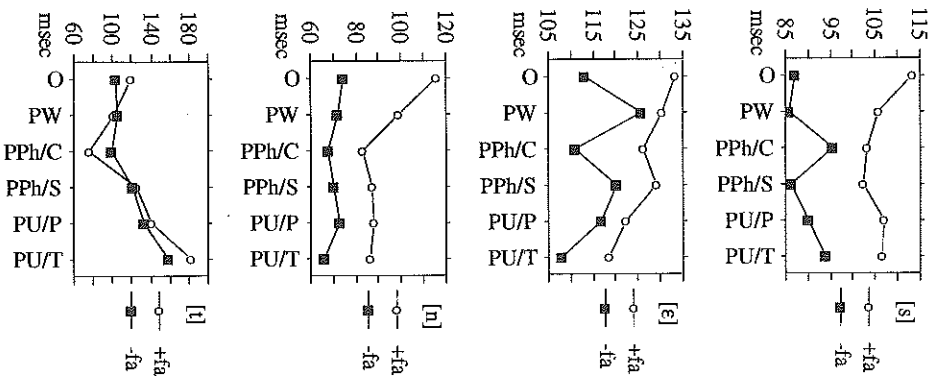 180
140
100
60
msec
O
PW
PPh/C
PPh/S
PU/P
PU/T
[t]
+fa
-fa
120
100
80
60
msec
O
PW
PPh/C
PPh/S
PU/P
PU/T
[n]
+fa
-fa
135
125
115
105
msec
O
PW
PPh/C
PPh/S
PU/P
PU/T
[ε]
+fa
-fa
115
105
95
85
msec
O
PW
PPh/C
PPh/S
PU/P
PU/T
[s]
+fa
-fa